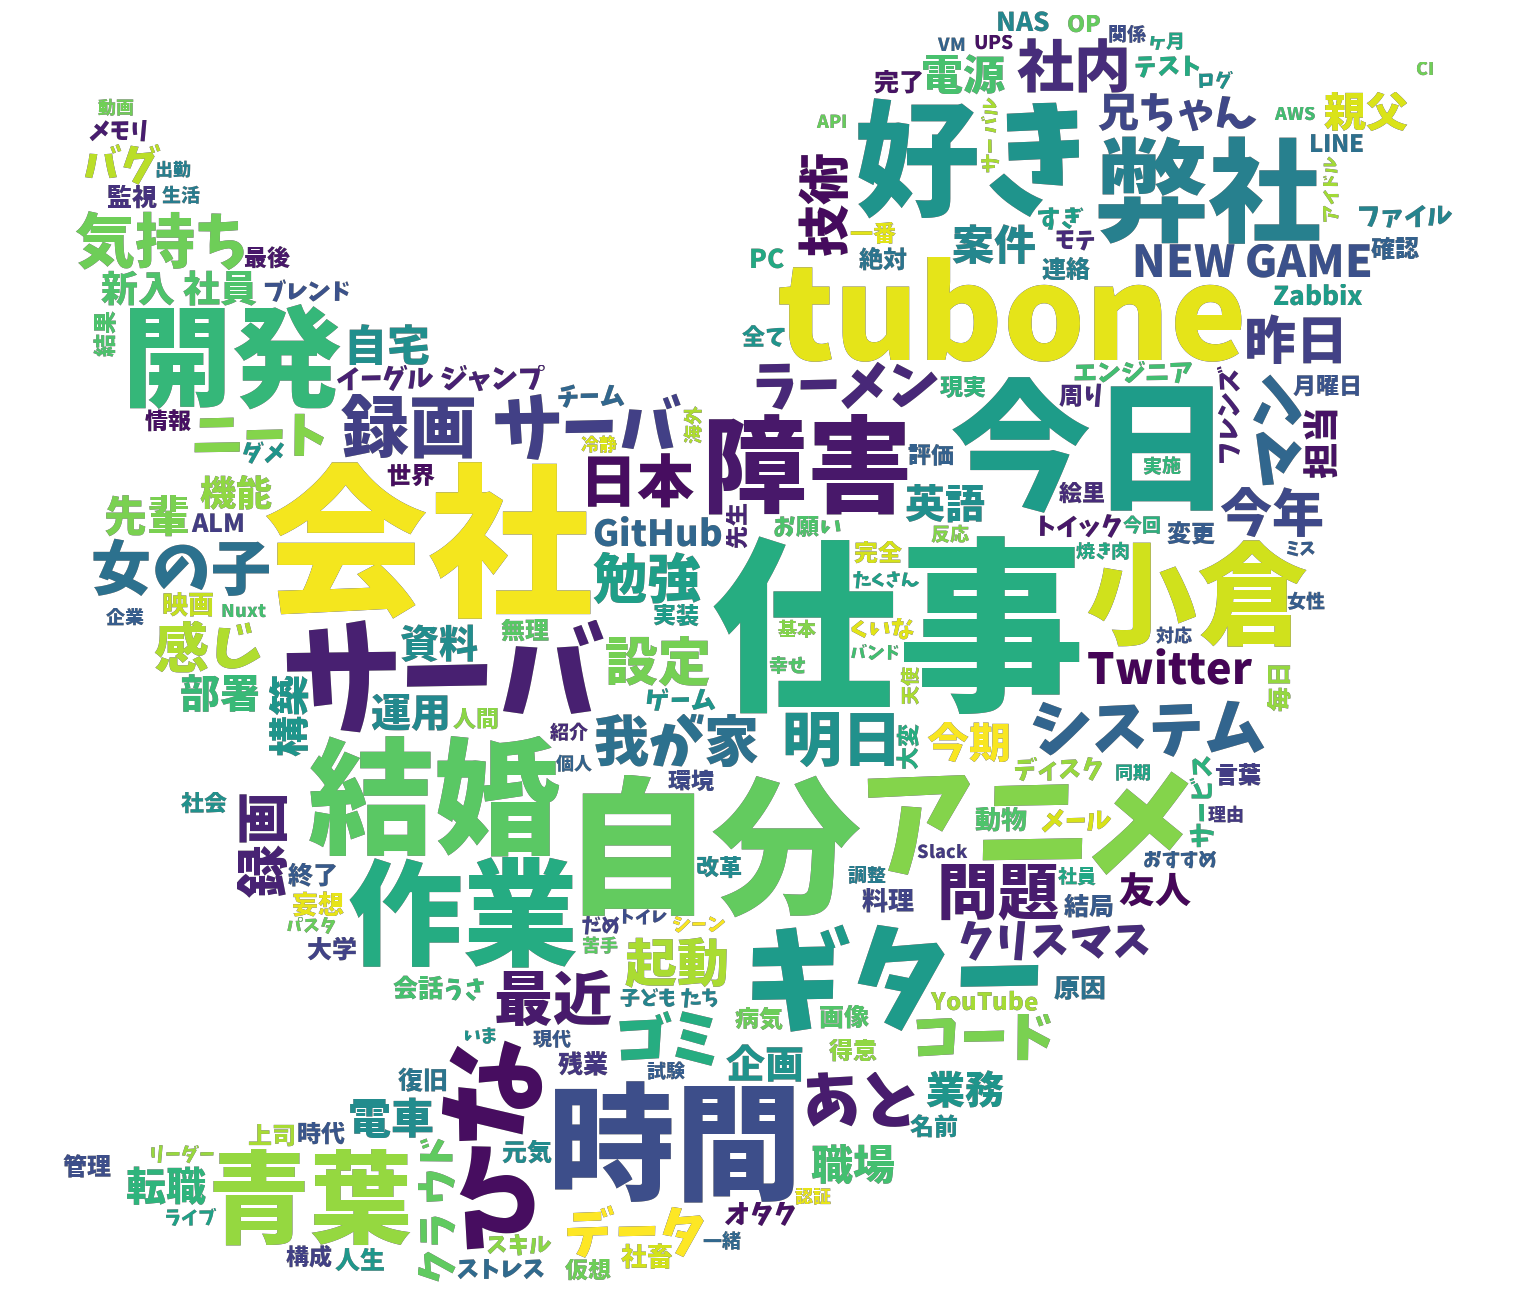 NAS
OP
関係
VM
UPS
ケ月
社内
テスト
ログ
CI
完了
電源
動画
メモリ
API
好き
サーバル
兄ちゃん
AWS
親父
バグ
出勤
LINE
弊社
アイドル
監視
生活
技術
気持ち
最後
一番
すぎ
モテ
ファイル
確認
案件
PC
絶対
連絡
NEW GAME
新入 社員
ブレンド
tubone
Zabbix
結果
開発
自宅
全て
昨日
イーグル ジャンプ
チーム
ラーメン
現実
エンジニア
周り
フレンズ
月曜日
マン
担当
情報
ニート
ダメ
録画 サーバ
冷静
海外
障害
評価
今日
実施
世界
日本
機能
先輩
ALM
会社
GitHub
先生
お願い
英語
絵里
反応
トイック
今回
変更
今年
ミス
女の子
勉強
仕事
完全
たくさん
焼き肉
小倉
女性
企業
映画
Nuxt
実装
感じ
サーバ
資料
無理
設定
基本
くいな
バンド
幸せ
天使
対応
Twitter
毎日
部署
構築
運用
人間
ゲーム
紹介
我が家
明日
大変
今期
システム
結婚
個人
環境
自分
アニメ
ディスク
同期
サービス
言葉
社会
録画
動物
メール
理由
Slack
おすすめ
終了
作業
改革
調整
料理
問題
社員
結局
友人
妄想
パスタ
大学
だめ
トイレ
シーン
苦手
起動
ギター
クリスマス
会話
うさ
最近
子ども たち
YouTube
原因
いま
現代
ゴミ
病気
画像
コード
残業
試験
企画
得意
復旧
みんな
時間
あと
業務
電車
名前
上司
時代
リーダー
管理
転職
青葉
クラウド
元気
職場
認証
ライブ
データ
オタク
構成
人生
スキル
ストレス
社畜
仮想
一緒